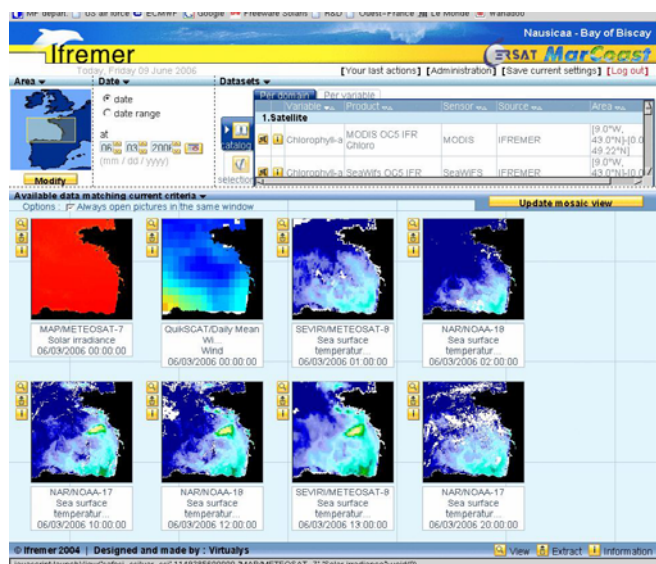 MF départ. US air force ECMWF Google Freeware Solaris R&D Ouest-France Le Monde Wanadoo
Nausicaa - Bay of Biscay
Ifremer
ERSAT MarCoast
Today, Friday 09 June 2006
[Your last actions] [Administration] [Save current settings] [Log out]
Area Date Datasets
date
date range
at
06 03 2006
(mm / dd / yyyy)
Modify
catalog
selection
Per domain Per variable
Variable Product Sensor Source Area
1.Satellite
Chlorophyll-a MODIS OC5 IFR Chloro MODIS IFREMER [9.0°W, 43.0°N]-[0.0 49.22°N]
Chlorophyll-a SeaWifs OC5 IFR SeaWIFS IFREMER [9.0°W, 43.0°N]-[0.0
Available data matching current criteria
Options : Always open pictures in the same window
Update mosaic view
MAP/METEOSAT-7
Solar irradiance
06/03/2006 00:00:00
QuikSCAT/Daily Mean
Wi...
Wind
06/03/2006 00:00:00
SEVIRI/METEOSAT-8
Sea surface
temperatur...
06/03/2006 01:00:00
NAR/NOAA-18
Sea surface
temperatur...
06/03/2006 02:00:00
NAR/NOAA-17
Sea surface
temperatur...
06/03/2006 10:00:00
NAR/NOAA-18
Sea surface
temperatur...
06/03/2006 12:00:00
SEVIRI/METEOSAT-8
Sea surface
temperatur...
06/03/2006 13:00:00
NAR/NOAA-17
Sea surface
temperatur...
06/03/2006 20:00:00
© Ifremer 2004 | Designed and made by : Virtualys
View Extract Information